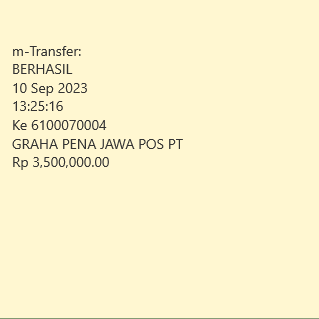 m-Transfer:
BERHASIL
10 Sep 2023
13:25:16
Ke 6100070004
GRAHA PENA JAWA POS PT
Rp 3,500,000.00